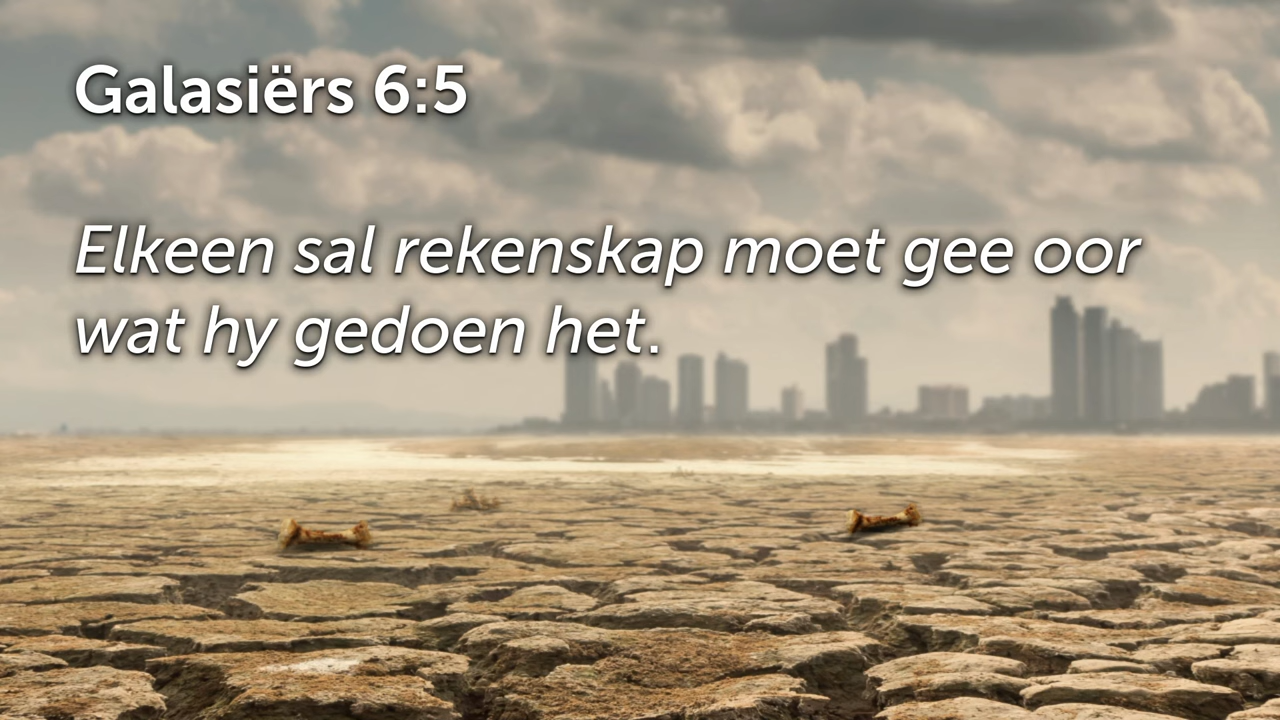 Galasiërs 6:5
Elkeen sal rekenskap moet gee oor
wat hy gedoen het.